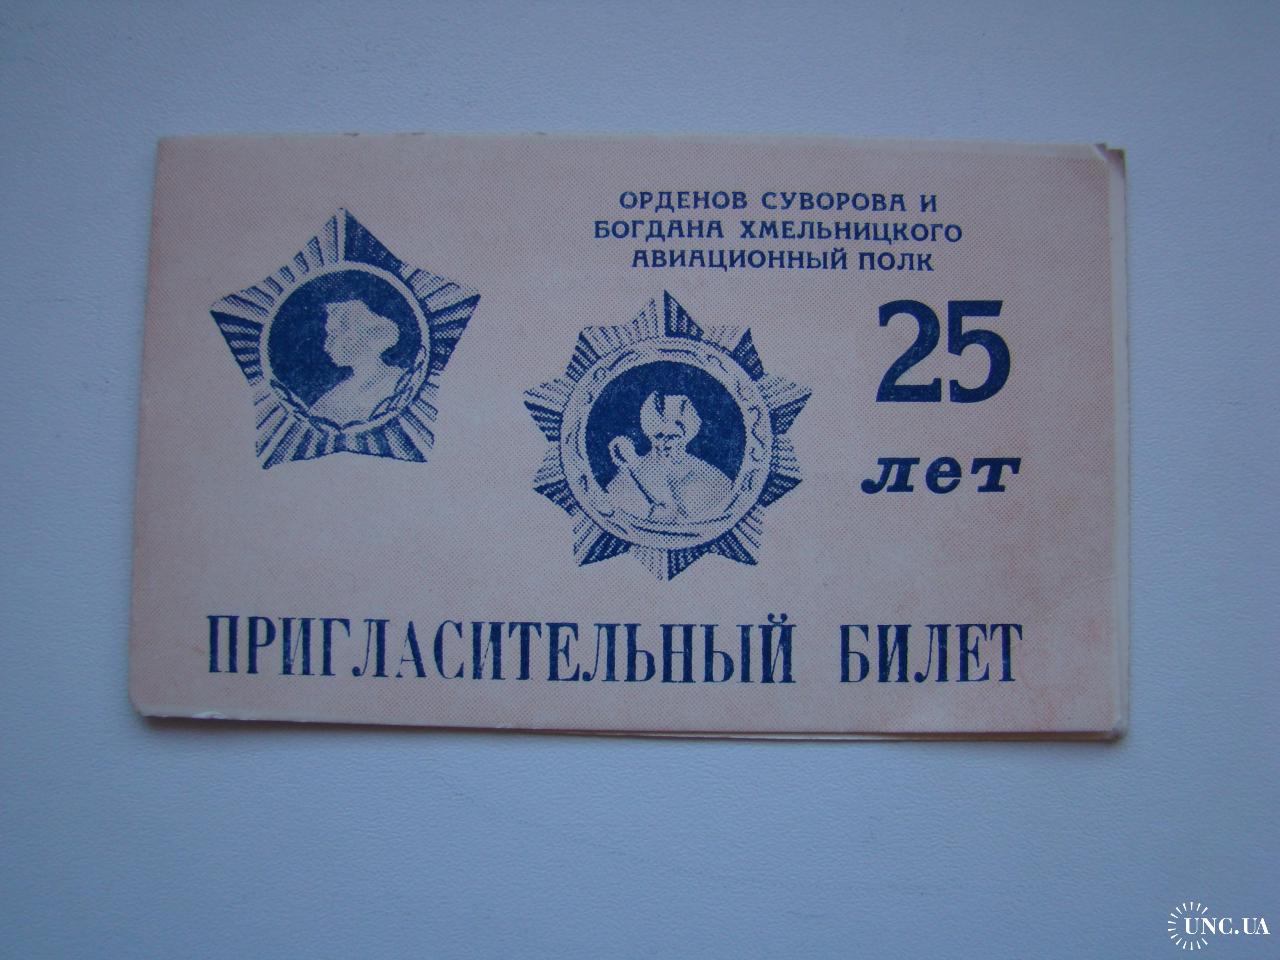 ОРДЕНОВ СУВОРОВА И
БОГДАНА ХМЕЛЬНИЦКОГО
АВИАЦИОННЫЙ ПОЛК
25
лет
ПРИГЛАСИТЕЛЬНЫЙ БИЛЕТ
UNC.UA